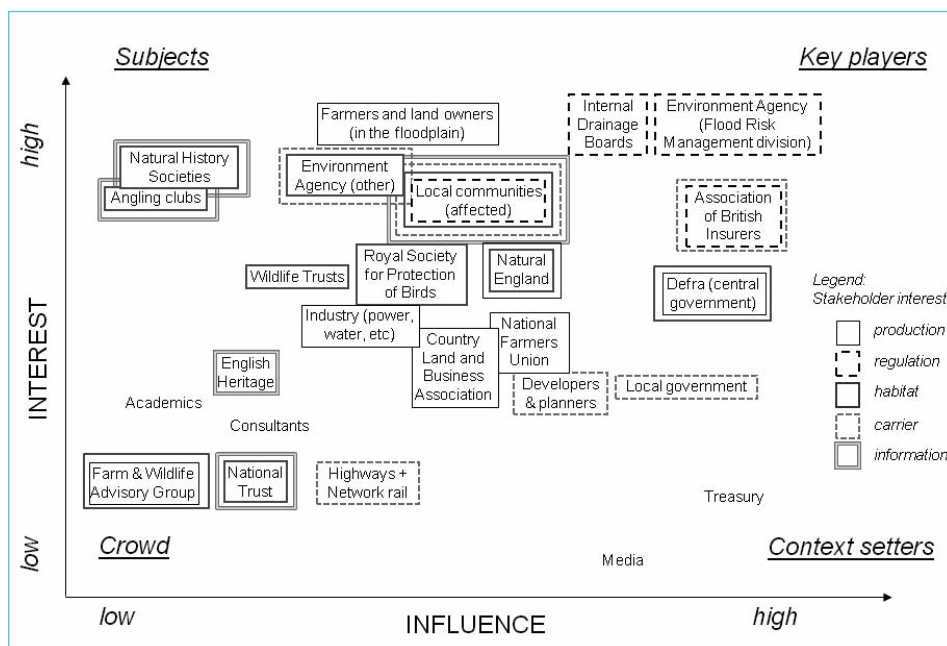 Subjects
Key players
Farmers and land owners
(in the floodplain)
Internal
Drainage
Boards
Environment Agency
(Flood Risk
Management division)
high
Natural History
Societies
Angling clubs
Environment
Agency (other)
Local communities
(affected)
Association
of British
Insurers
Wildlife Trusts
Royal Society
for Protection
of Birds
Natural
England
Defra (central
government)
Legend:
Stakeholder interest
production
regulation
habitat
carrier
information
Industry (power,
water, etc)
Country
Land and
Business
Association
National
Farmers
Union
English
Heritage
Developers
& planners
Local government
INTEREST
Academics
Consultants
Farm & Wildlife
Advisory Group
National
Trust
Highways +
Network rail
Treasury
low
Crowd
Media
Context setters
low
INFLUENCE
high